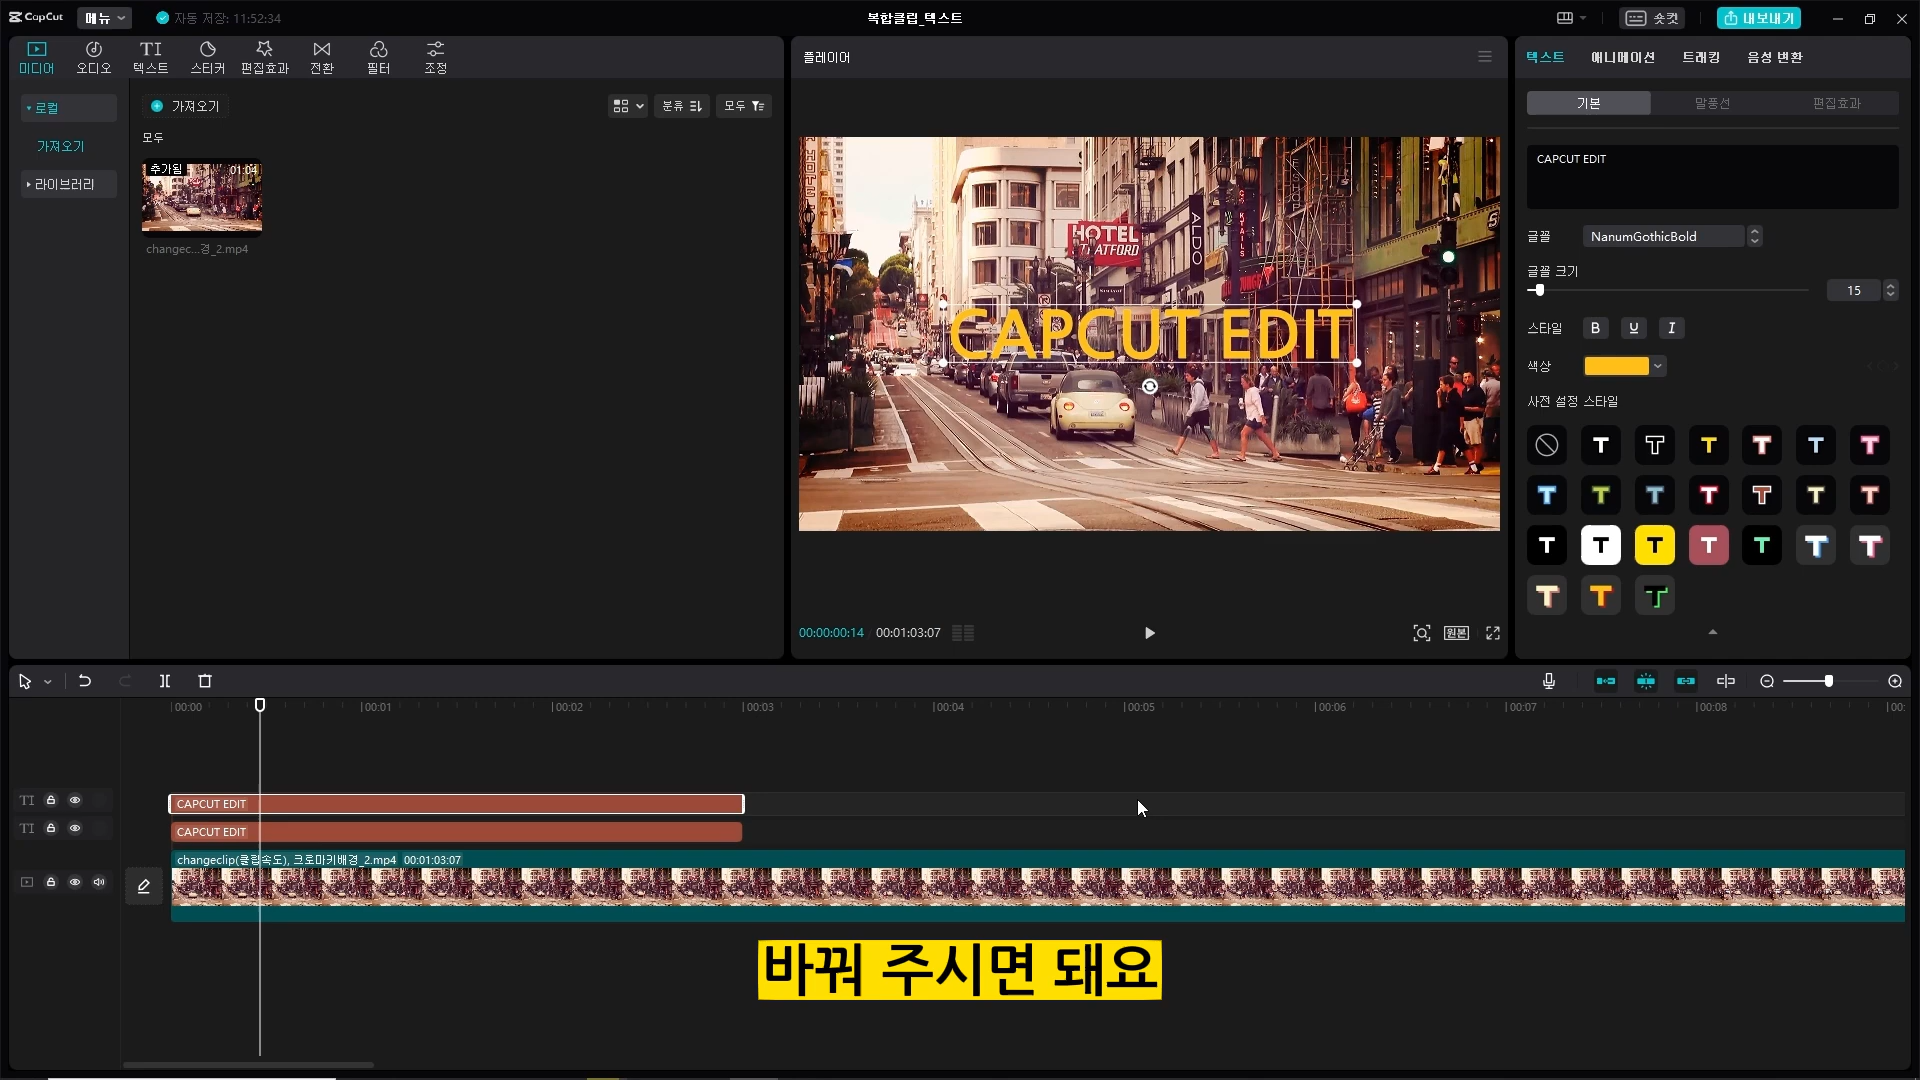 CapCut
메뉴
자동 저장: 11:52:34
복합클립_텍스트
숏컷
내보내기
미디어
오디오
텍스트
스티커
편집효과
전환
필터
조정
로컬
가져오기
라이브러리
가져오기
분류
모두
모두
추가됨
01:04
changec...경_2.mp4
플레이어
HOTEL
STRATFORD
ALDO
CAPCUT EDIT
00:00:00:14
00:01:03:07
원본
텍스트
애니메이션
트래킹
음성 변환
기본
말풍선
편집효과
CAPCUT EDIT
글꼴
NanumGothicBold
글꼴 크기
15
스타일
B U I
색상
사전 설정 스타일
T T T T T T
T T T T T T T
T T T T T T T
T T T
00:00
00:01
00:02
00:03
00:04
00:05
00:06
00:07
00:08
00:
TI
CAPCUT EDIT
TI
CAPCUT EDIT
changeclip(클립속도), 크로마키배경_2.mp4 00:01:03:07
바꿔 주시면 돼요